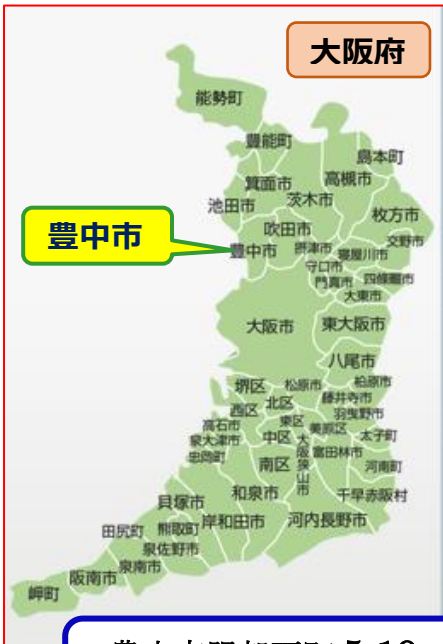 大阪府
能勢町
豊能町
島本町
箕面市
高槻市
池田市
茨木市
枚方市
吹田市
豊中市
豊中市
摂津市
交野市
寝屋川市
守口市
門真市
四條畷市
大東市
大阪市
東大阪市
八尾市
堺区
松原市
柏原市
藤井寺市
西区
北区
羽曳野市
東区
高石市
美原区
太子町
泉大津市
中区
大阪狭山市
富田林市
忠岡町
南区
河南町
和泉市
千早赤阪村
貝塚市
田尻町
熊取町
岸和田市
河内長野市
泉佐野市
泉南市
阪南市
岬町